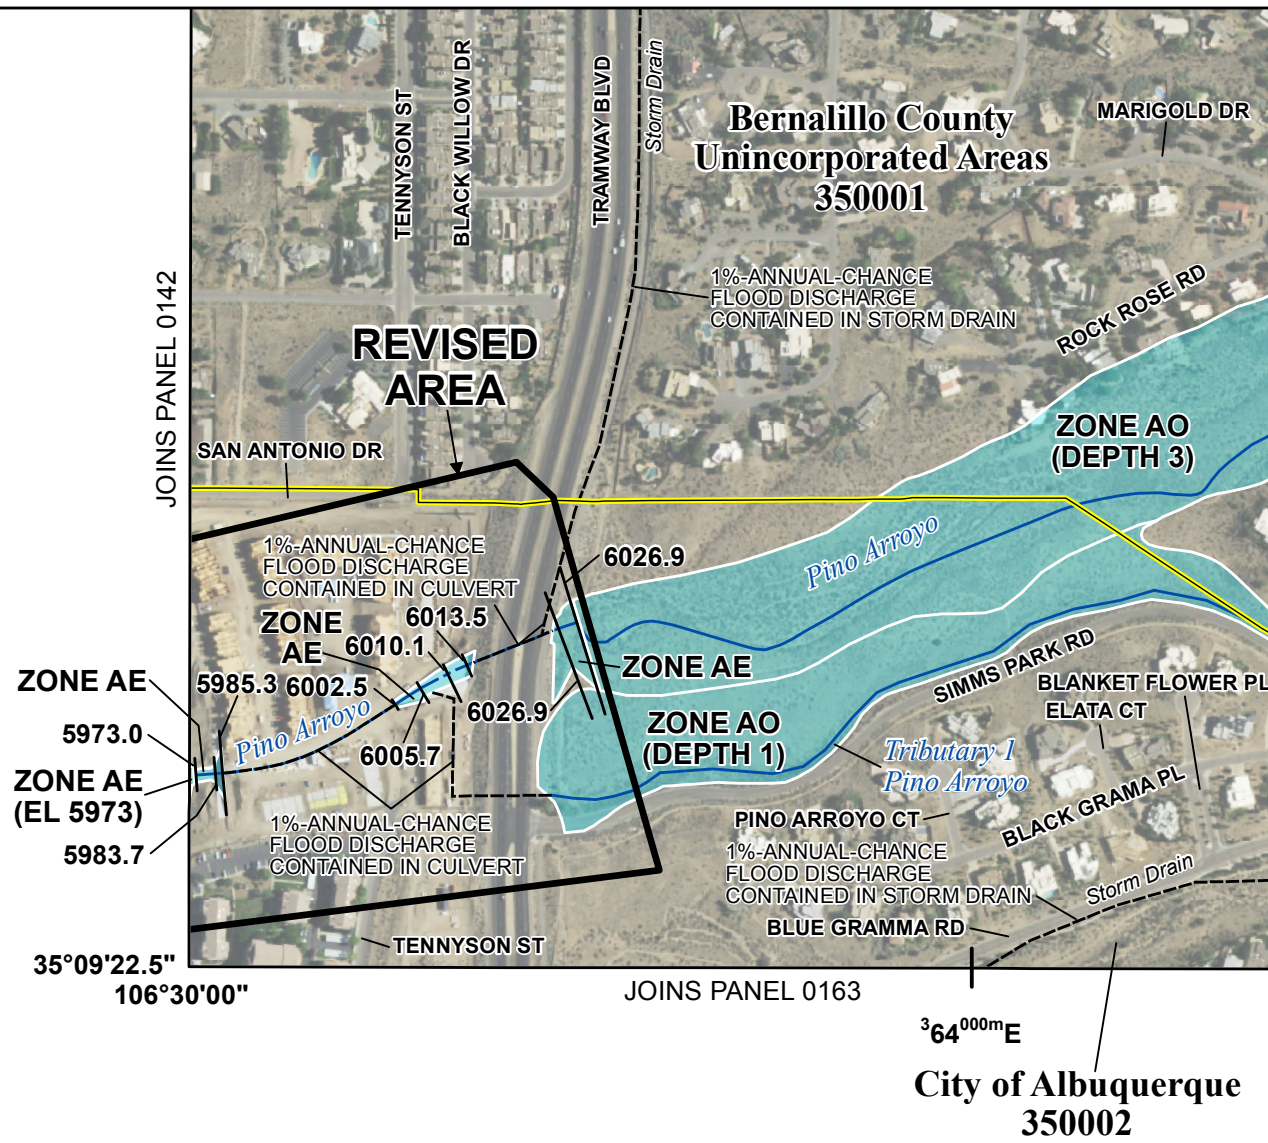 TENNYSON ST
BLACK WILLOW DR
TRAMWAY BLVD
Storm Drain
Bernalillo County
Unincorporated Areas
350001
MARIGOLD DR
JOINS PANEL 0142
1%-ANNUAL-CHANCE
FLOOD DISCHARGE
CONTAINED IN STORM DRAIN
ROCK ROSE RD
REVISED
AREA
SAN ANTONIO DR
ZONE AO
(DEPTH 3)
Pino Arroyo
1%-ANNUAL-CHANCE
FLOOD DISCHARGE
CONTAINED IN CULVERT
6026.9
ZONE
AE
6013.5
6010.1
ZONE AE
5985.3
6002.5
ZONE AE
6026.9
SIMMS PARK RD
BLANKET FLOWER PL
ELATA CT
5973.0
Pino Arroyo
6005.7
ZONE AO
(DEPTH 1)
Tributary 1
Pino Arroyo
ZONE AE
(EL 5973)
5983.7
1%-ANNUAL-CHANCE
FLOOD DISCHARGE
CONTAINED IN CULVERT
PINO ARROYO CT
BLACK GRAMA PL
1%-ANNUAL-CHANCE
FLOOD DISCHARGE
CONTAINED IN STORM DRAIN
Storm Drain
BLUE GRAMMA RD
TENNYSON ST
35°09'22.5"
106°30'00"
JOINS PANEL 0163
³64⁰⁰⁰ᵐE
City of Albuquerque
350002